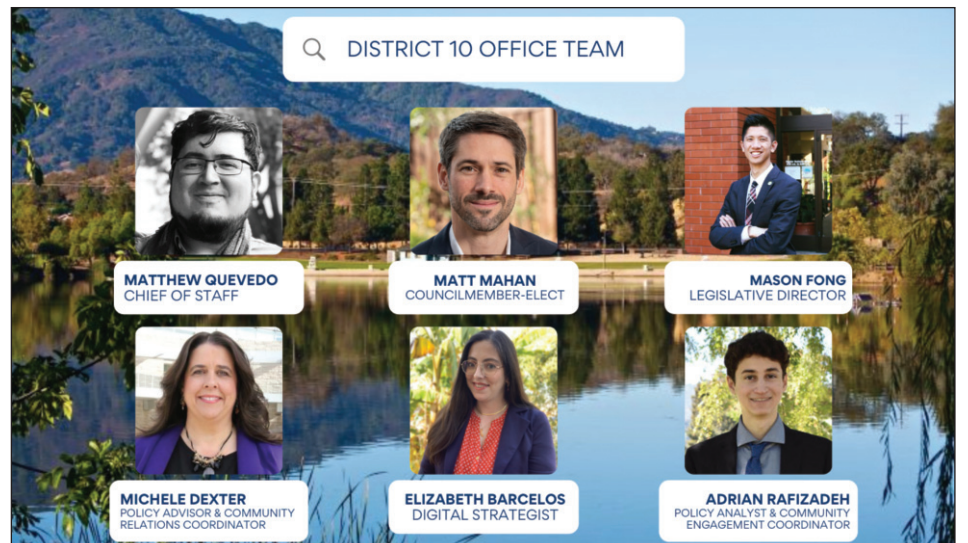 DISTRICT 10 OFFICE TEAM
MATTHEW QUEVEDO
CHIEF OF STAFF
MATT MAHAN
COUNCILMEMBER-ELECT
MASON FONG
LEGISLATIVE DIRECTOR
MICHELE DEXTER
POLICY ADVISOR & COMMUNITY
RELATIONS COORDINATOR
ELIZABETH BARCELOS
DIGITAL STRATEGIST
ADRIAN RAFIZADEH
POLICY ANALYST & COMMUNITY
ENGAGEMENT COORDINATOR